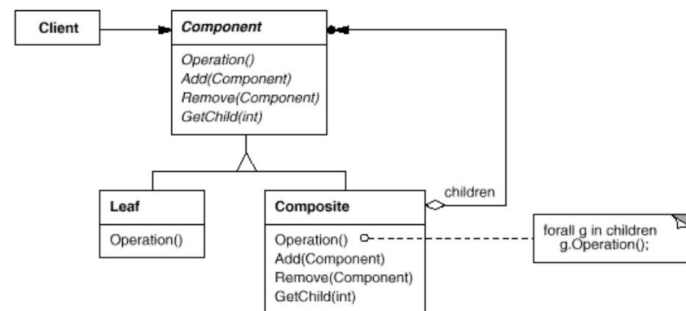 Client
Component
Operation()
Add(Component)
Remove(Component)
GetChild(int)
Leaf
Operation()
Composite
Operation()
Add(Component)
Remove(Component)
GetChild(int)
children
forall g in children
g.Operation();